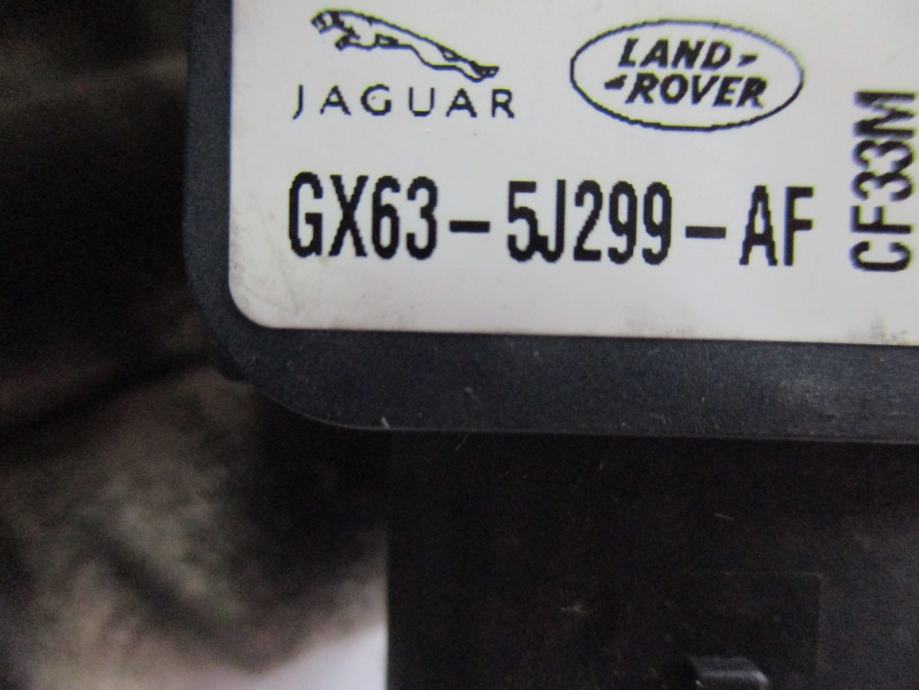 JAGUAR
LAND-
-ROVER
GX63-5J299-AF
CF33M